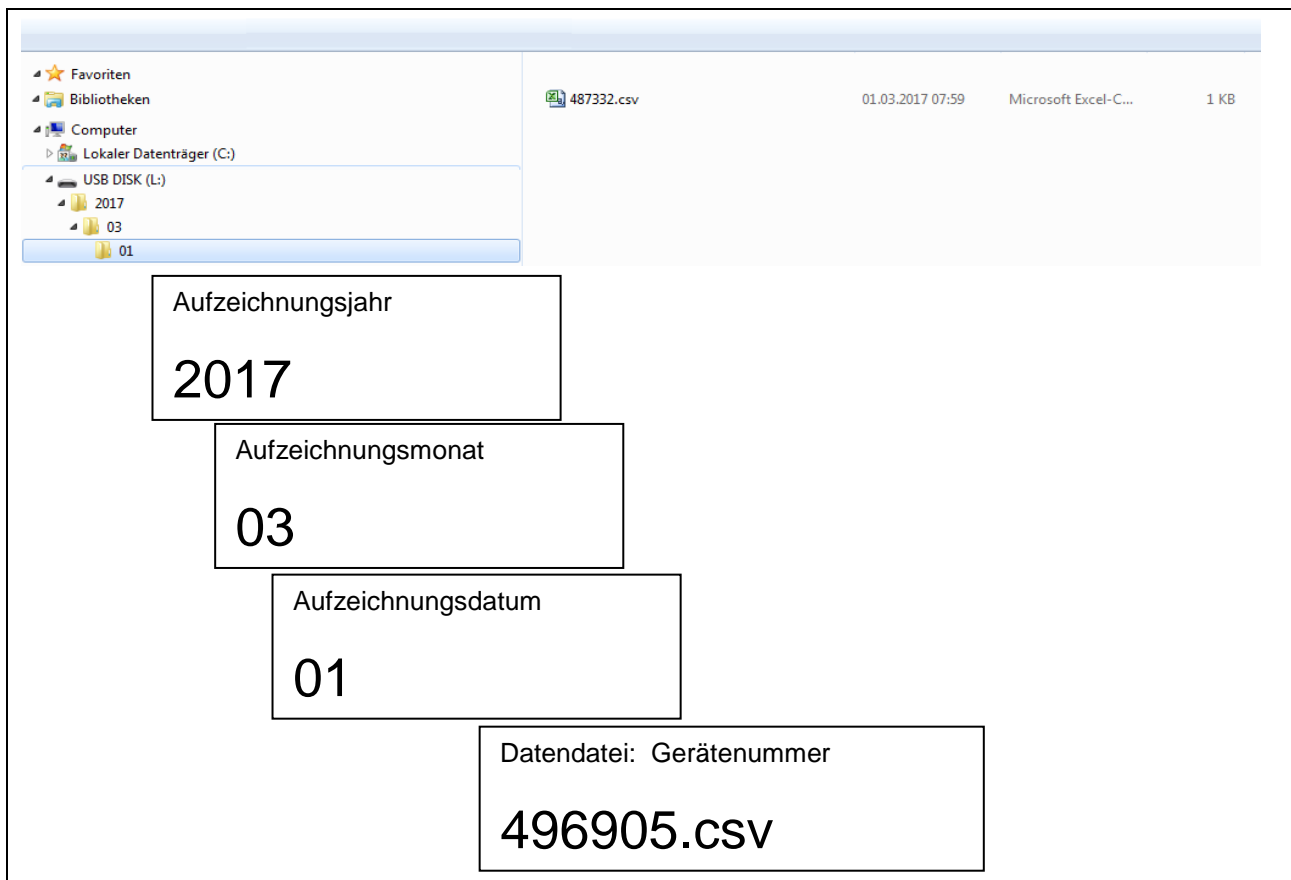 Favoriten
Bibliotheken
487332.csv 01.03.2017 07:59 Microsoft Excel-C... 1 KB
Computer
Lokaler Datenträger (C:)
USB DISK (L:)
2017
03
01
Aufzeichnungsjahr
2017
Aufzeichnungsmonat
03
Aufzeichnungsdatum
01
Datendatei: Gerätenummer
496905.csv